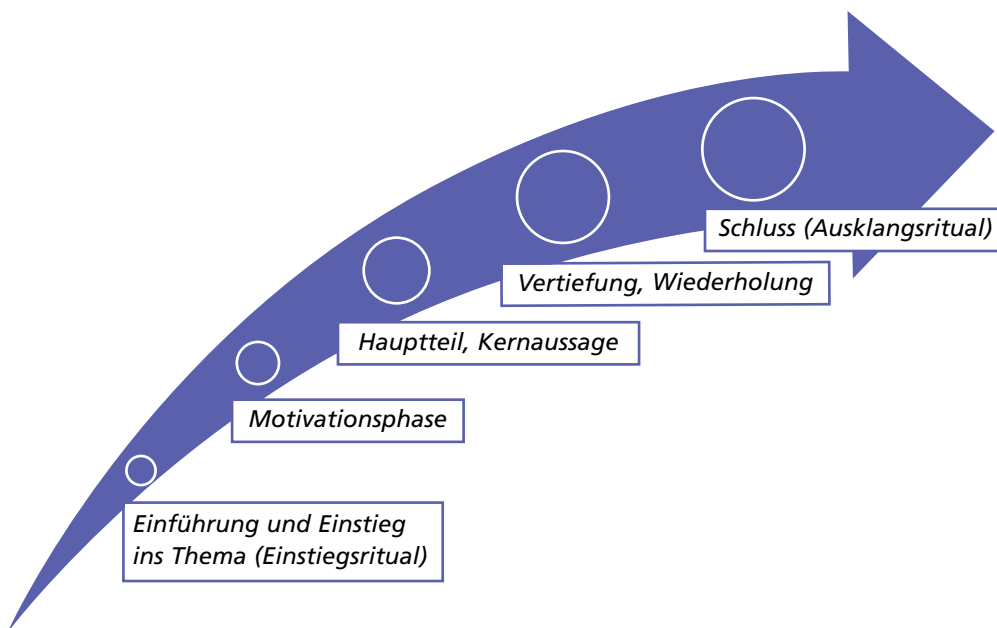 Schluss (Ausklangsritual)
Vertiefung, Wiederholung
Hauptteil, Kernaussage
Motivationsphase
Einführung und Einstieg
ins Thema (Einstiegsritual)